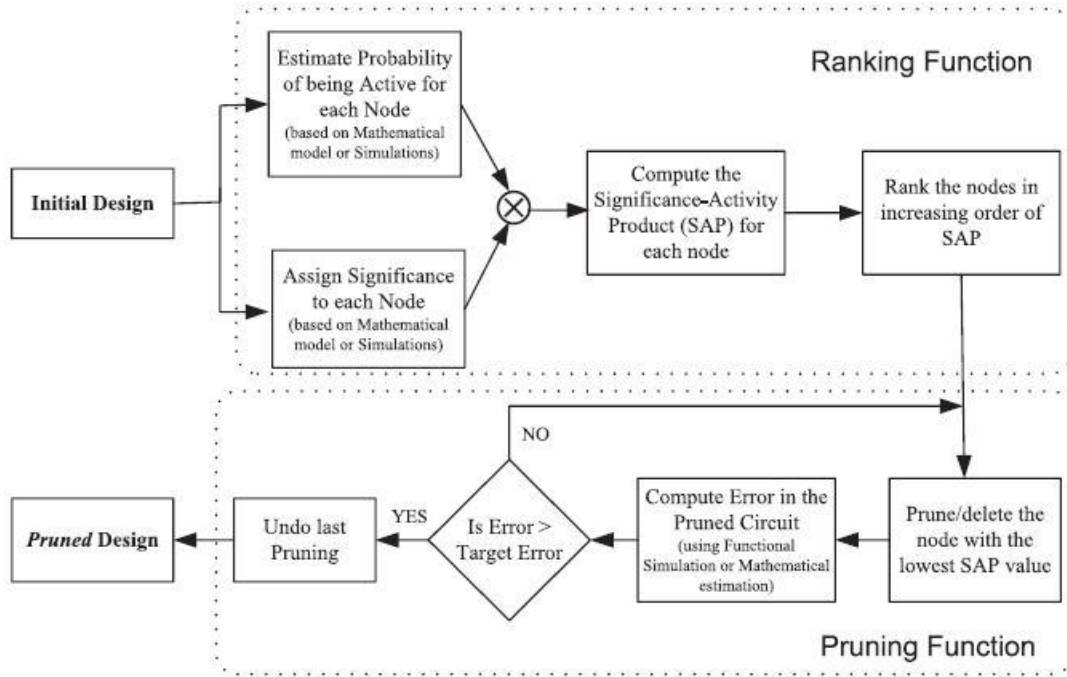 Ranking Function
Estimate Probability
of being Active for
each Node
(based on Mathematical
model or Simulations)
Initial Design
Assign Significance
to each Node
(based on Mathematical
model or Simulations)
Compute the
Significance-Activity
Product (SAP) for
each node
Rank the nodes in
increasing order of
SAP
NO
Prune/delete the
node with the
lowest SAP value
Compute Error in the
Pruned Circuit
(using Functional
Simulation or Mathematical
estimation)
Is Error >
Target Error
YES
Undo last
Pruning
Pruned Design
Pruning Function